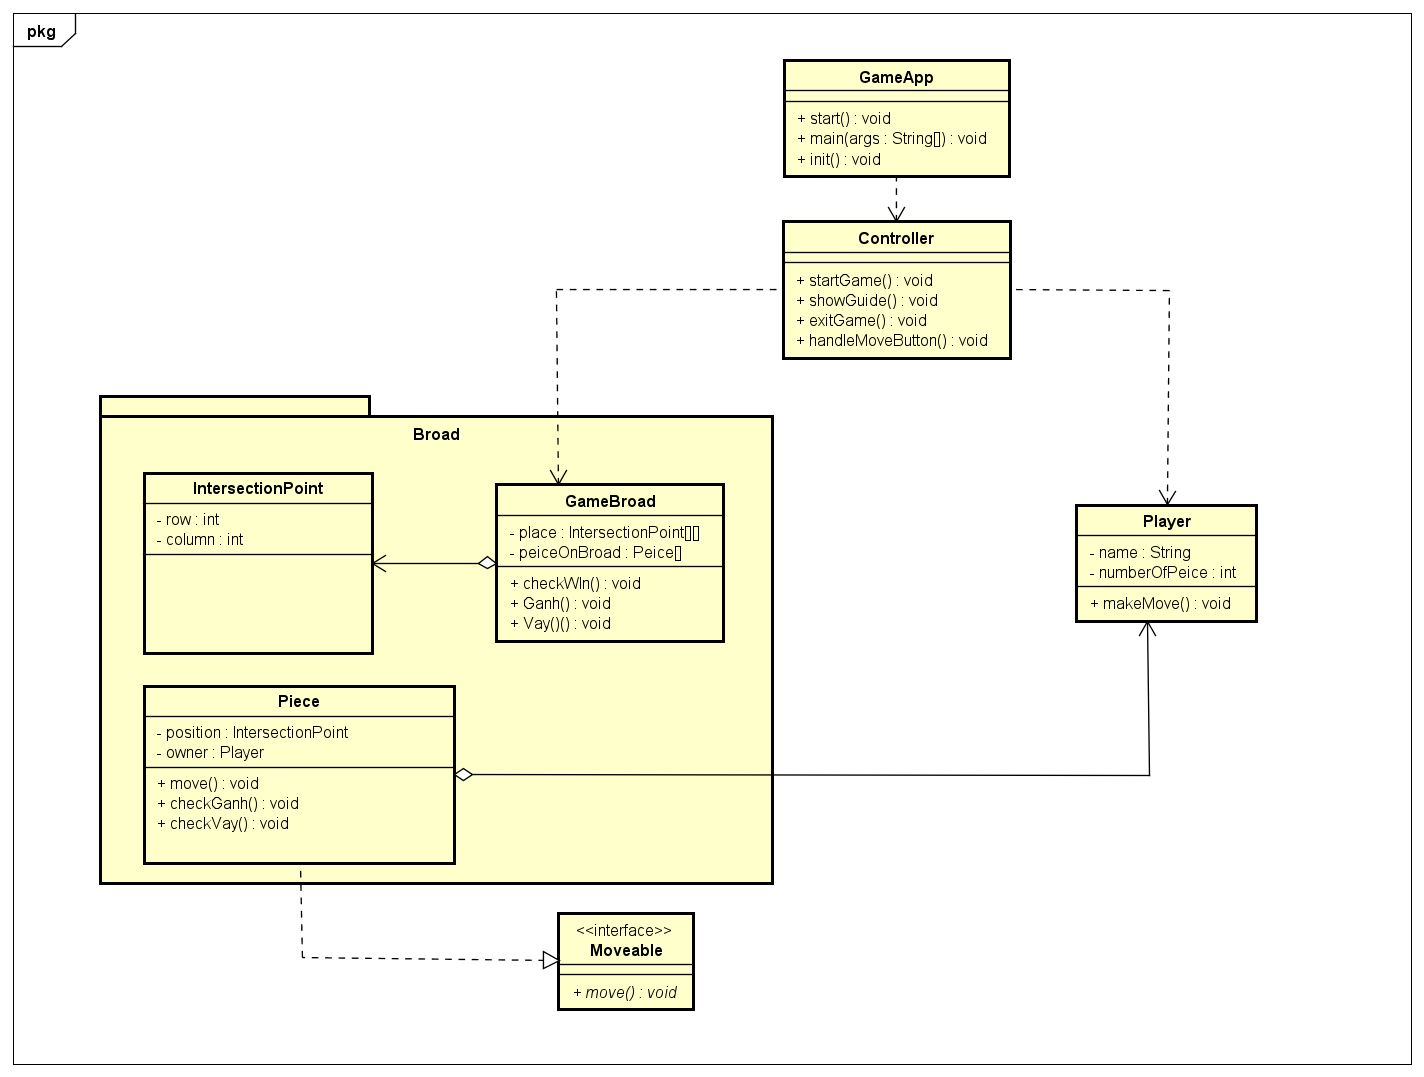 pkg
GameApp
+ start() : void
+ main(args : String[]) : void
+ init() : void
Controller
+ startGame() : void
+ showGuide() : void
+ exitGame() : void
+ handleMoveButton() : void
Broad
IntersectionPoint
- row : int
- column : int
GameBroad
- place : IntersectionPoint[][]
- peiceOnBroad : Peice[]
+ checkWIn() : void
+ Ganh() : void
+ Vay()() : void
Player
- name : String
- numberOfPeice : int
+ makeMove() : void
Piece
- position : IntersectionPoint
- owner : Player
+ move() : void
+ checkGanh() : void
+ checkVay() : void
<<interface>>
Moveable
+ move() : void